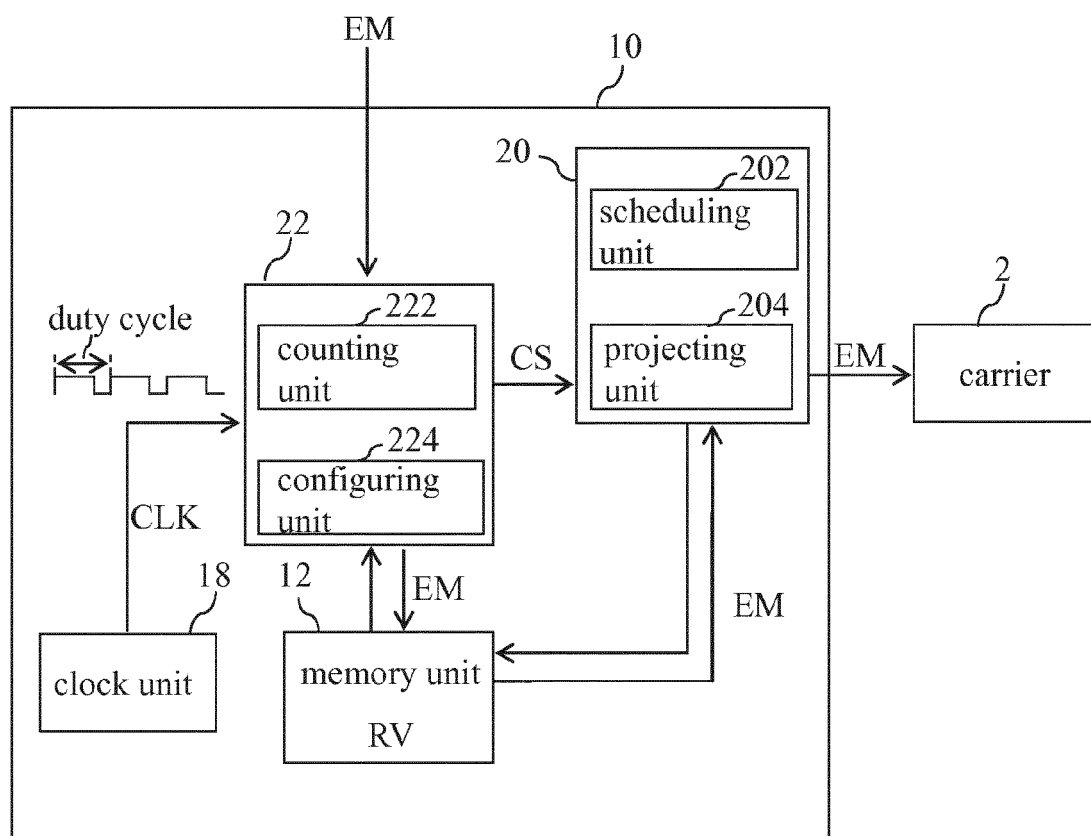 EM
10
20
202
scheduling
unit
22
2
222
204
duty cycle
counting
unit
CS
projecting
unit
EM
carrier
224
configuring
unit
CLK
18
12
EM
EM
clock unit
memory unit
RV